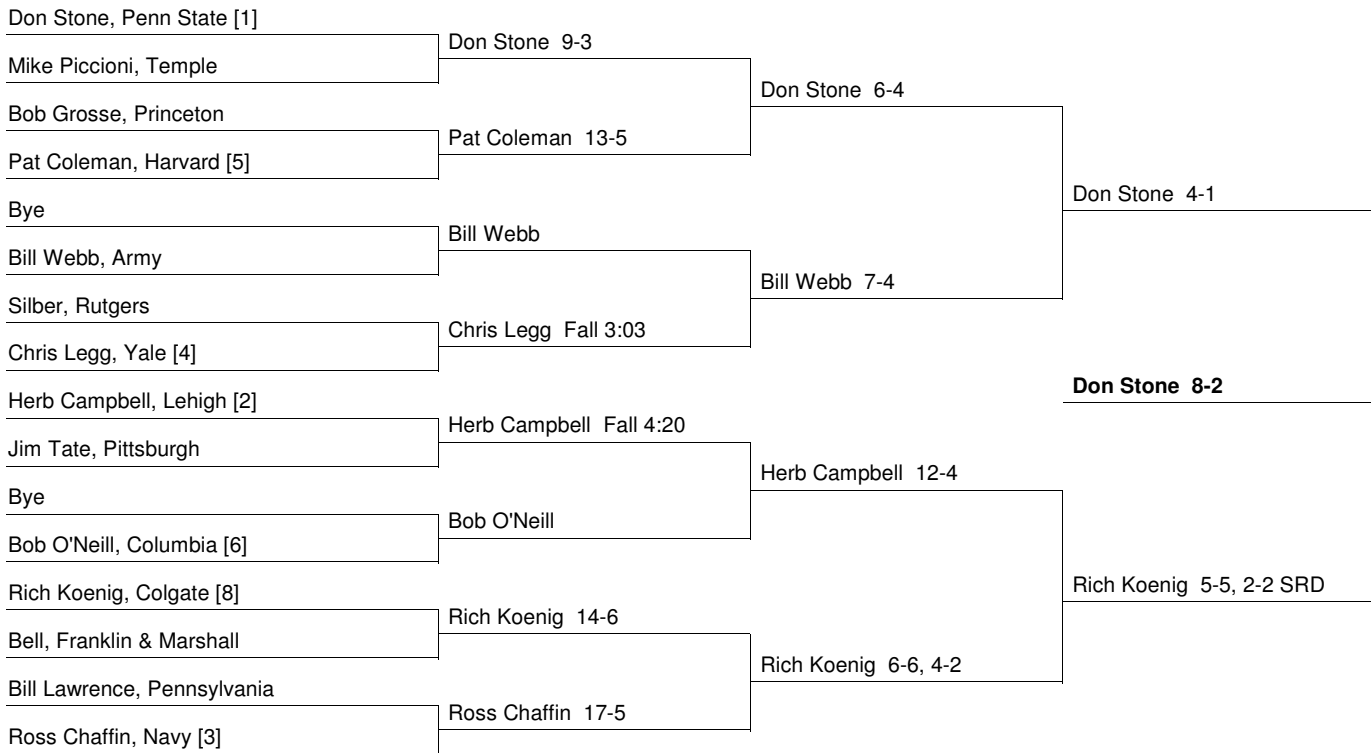 Don Stone, Penn State [1]
Mike Piccioni, Temple
Bob Grosse, Princeton
Pat Coleman, Harvard [5]
Bye
Bill Webb, Army
Silber, Rutgers
Chris Legg, Yale [4]
Herb Campbell, Lehigh [2]
Jim Tate, Pittsburgh
Bye
Bob O'Neill, Columbia [6]
Rich Koenig, Colgate [8]
Bell, Franklin & Marshall
Bill Lawrence, Pennsylvania
Ross Chaffin, Navy [3]
Don Stone 9-3
Pat Coleman 13-5
Bill Webb
Chris Legg Fall 3:03
Herb Campbell Fall 4:20
Bob O'Neill
Rich Koenig 14-6
Ross Chaffin 17-5
Don Stone 6-4
Bill Webb 7-4
Herb Campbell 12-4
Rich Koenig 6-6, 4-2
Don Stone 4-1
Rich Koenig 5-5, 2-2 SRD
Don Stone 8-2